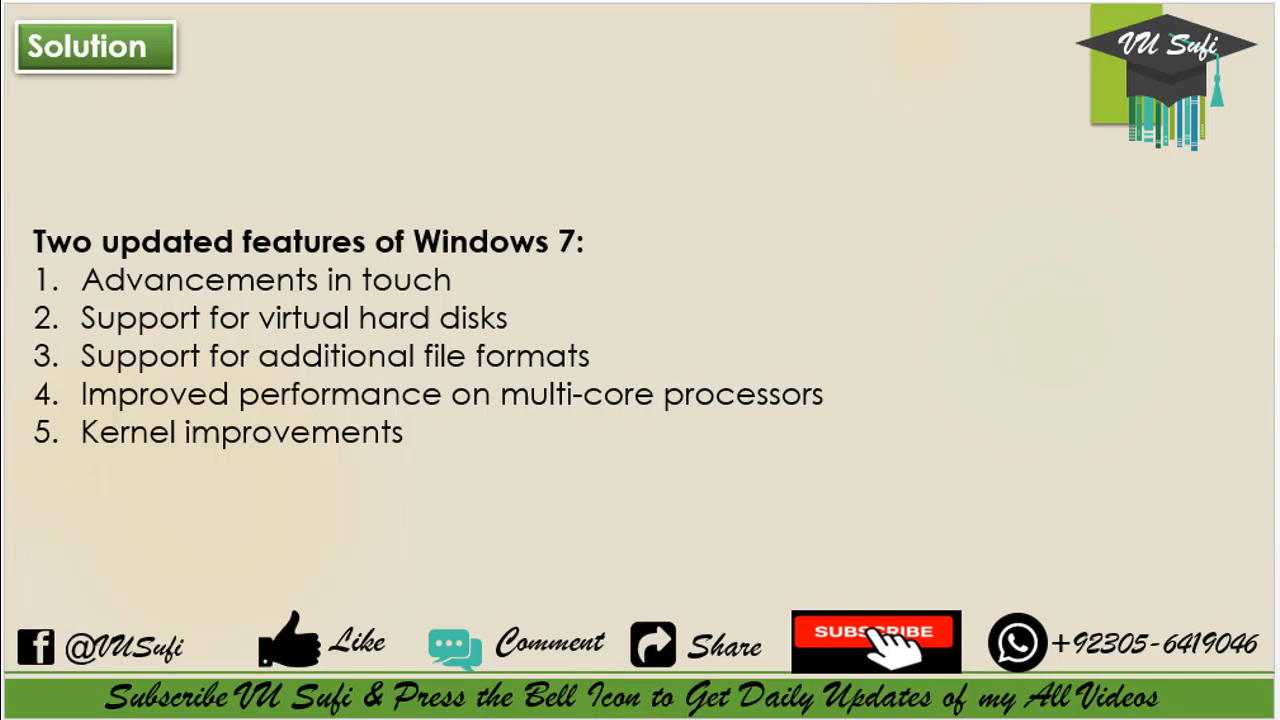 Solution
VU Sufi
Two updated features of Windows 7:
1. Advancements in touch
2. Support for virtual hard disks
3. Support for additional file formats
4. Improved performance on multi-core processors
5. Kernel improvements
@VUSufi Like Comment Share SUBSCRIBE +92305-6419046
Subscribe VU Sufi & Press the Bell Icon to Get Daily Updates of my All Videos